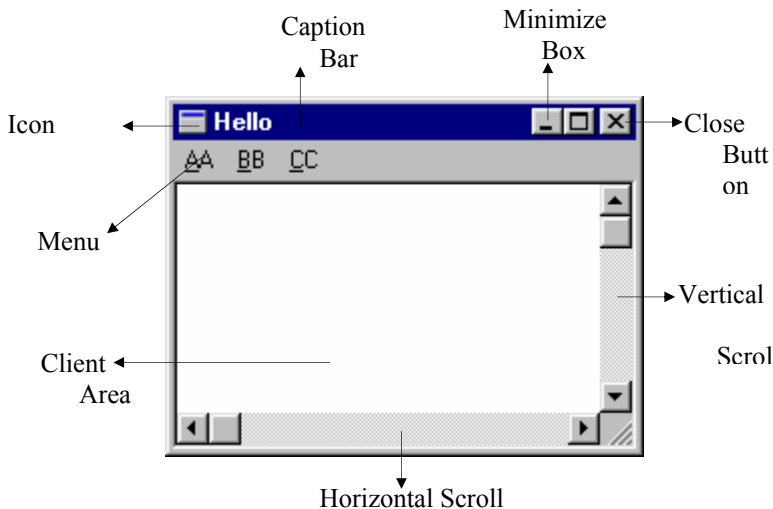 Caption
Bar
Minimize
Box
Icon
Hello
Close
Butt
on
AA BB CC
Menu
Vertical
Scrol
Client
Area
Horizontal Scroll